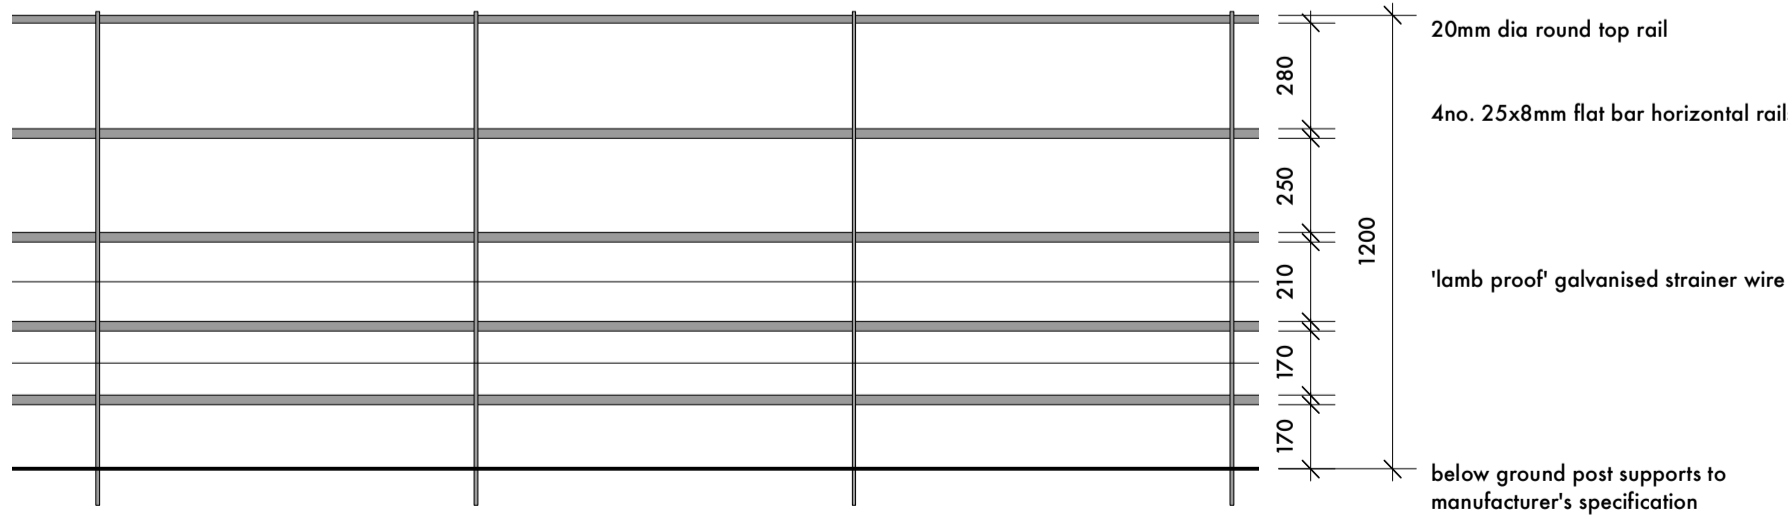 20mm dia round top rail
280
4no. 25x8mm flat bar horizontal rail
250
1200
210
'lamb proof' galvanised strainer wire
170
170
below ground post supports to
manufacturer's specification